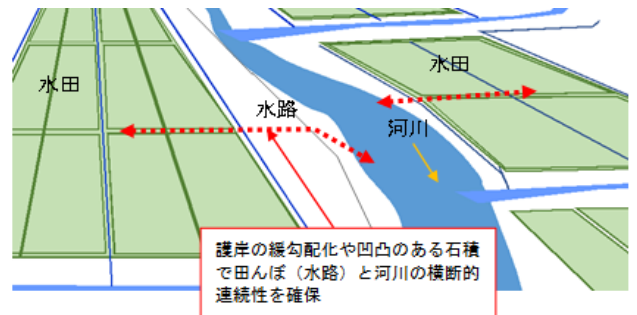 水田
水田
水路
河川
護岸の緩勾配化や凹凸のある石積
で田んぼ（水路）と河川の横断的
連続性を確保